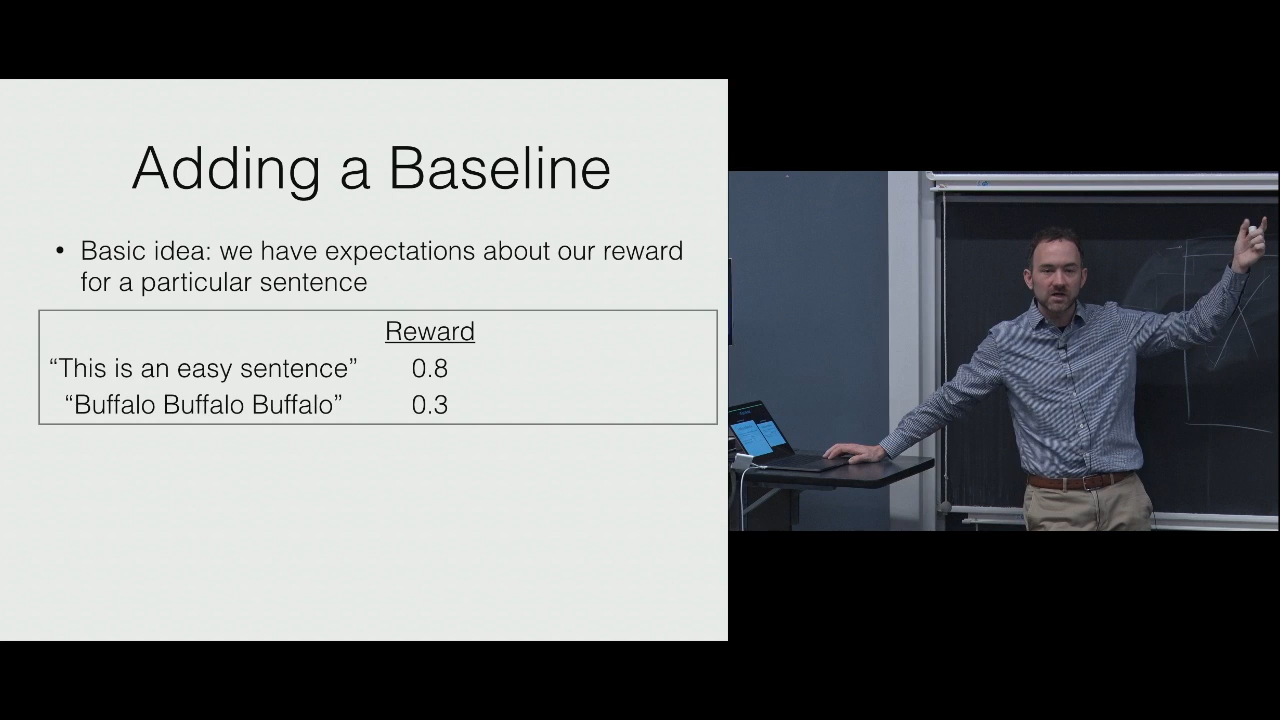 Adding a Baseline
• Basic idea: we have expectations about our reward
for a particular sentence
Reward
“This is an easy sentence” 0.8
“Buffalo Buffalo Buffalo” 0.3